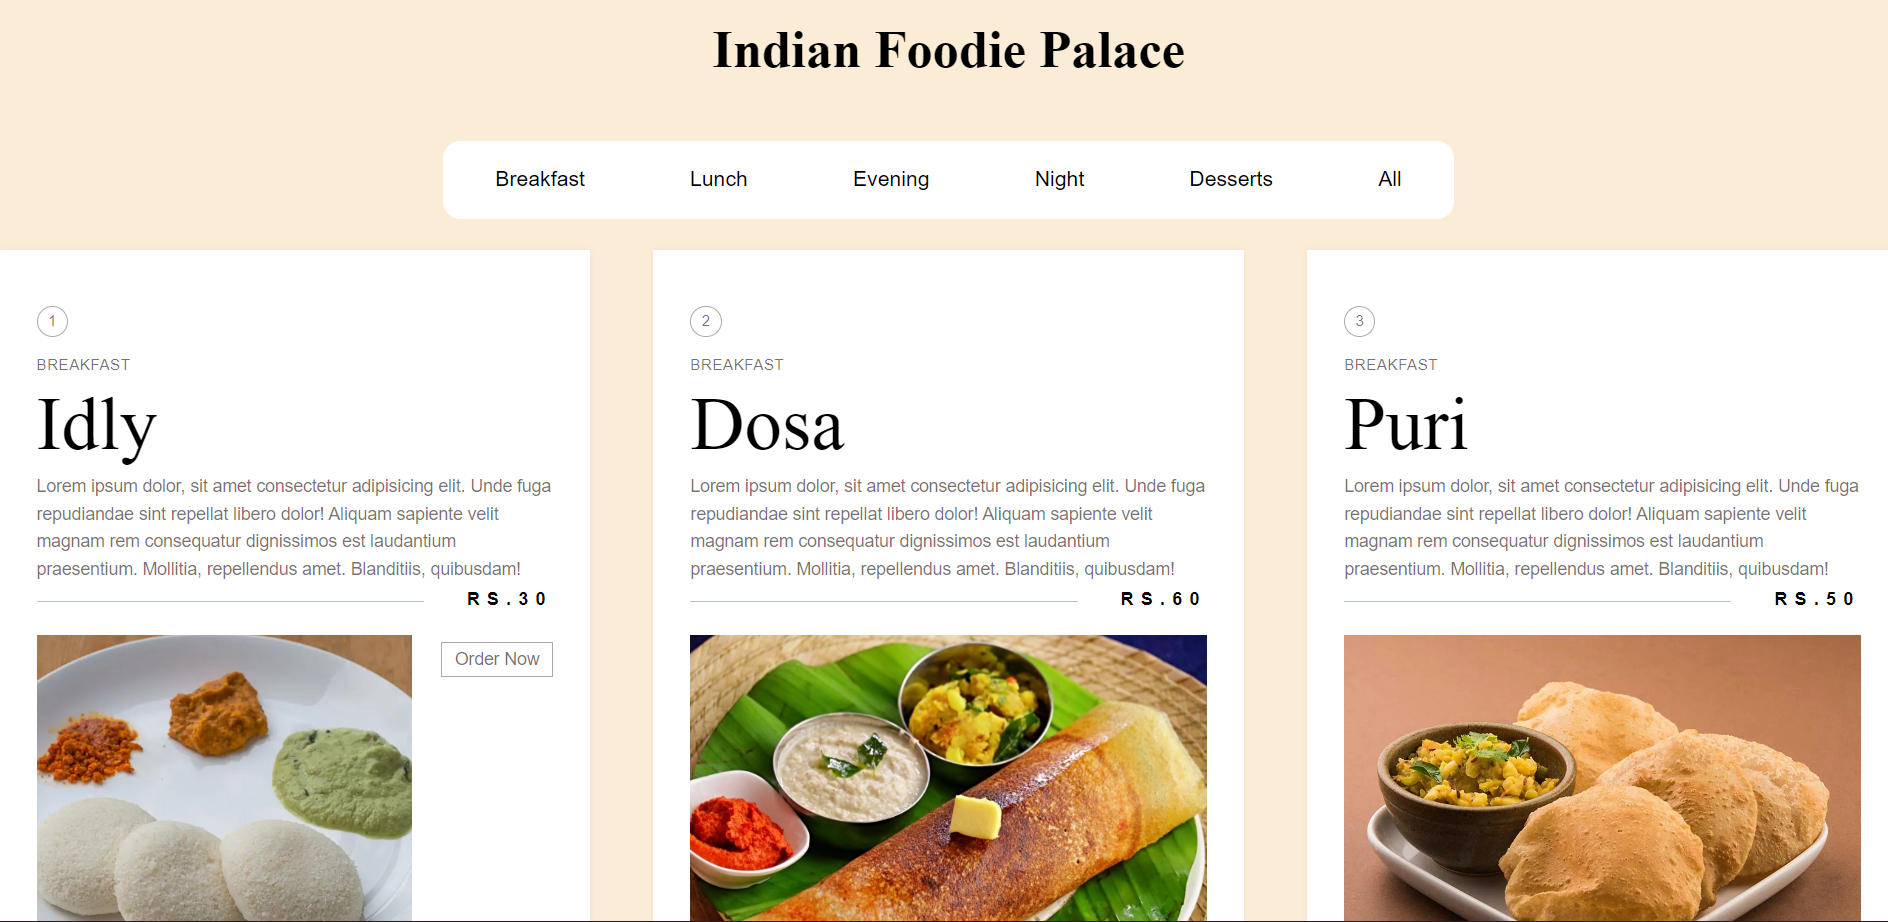 Indian Foodie Palace
Breakfast Lunch Evening Night Desserts All
1
BREAKFAST
Idly
Lorem ipsum dolor, sit amet consectetur adipisicing elit. Unde fuga
repudiandae sint repellat libero dolor! Aliquam sapiente velit
magnam rem consequatur dignissimos est laudantium
praesentium. Mollitia, repellendus amet. Blanditiis, quibusdam!
RS.30
Order Now
2
BREAKFAST
Dosa
Lorem ipsum dolor, sit amet consectetur adipisicing elit. Unde fuga
repudiandae sint repellat libero dolor! Aliquam sapiente velit
magnam rem consequatur dignissimos est laudantium
praesentium. Mollitia, repellendus amet. Blanditiis, quibusdam!
RS.60
3
BREAKFAST
Puri
Lorem ipsum dolor, sit amet consectetur adipisicing elit. Unde fuga
repudiandae sint repellat libero dolor! Aliquam sapiente velit
magnam rem consequatur dignissimos est laudantium
praesentium. Mollitia, repellendus amet. Blanditiis, quibusdam!
RS.50